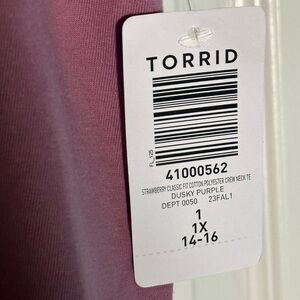 TORRID
FL_125
41000562
STRAWBERRY CLASSIC FIT COTTON POLYESTER CREW NECK TE
DUSKY PURPLE
DEPT 0050 23FAL1
1
1X
14-16